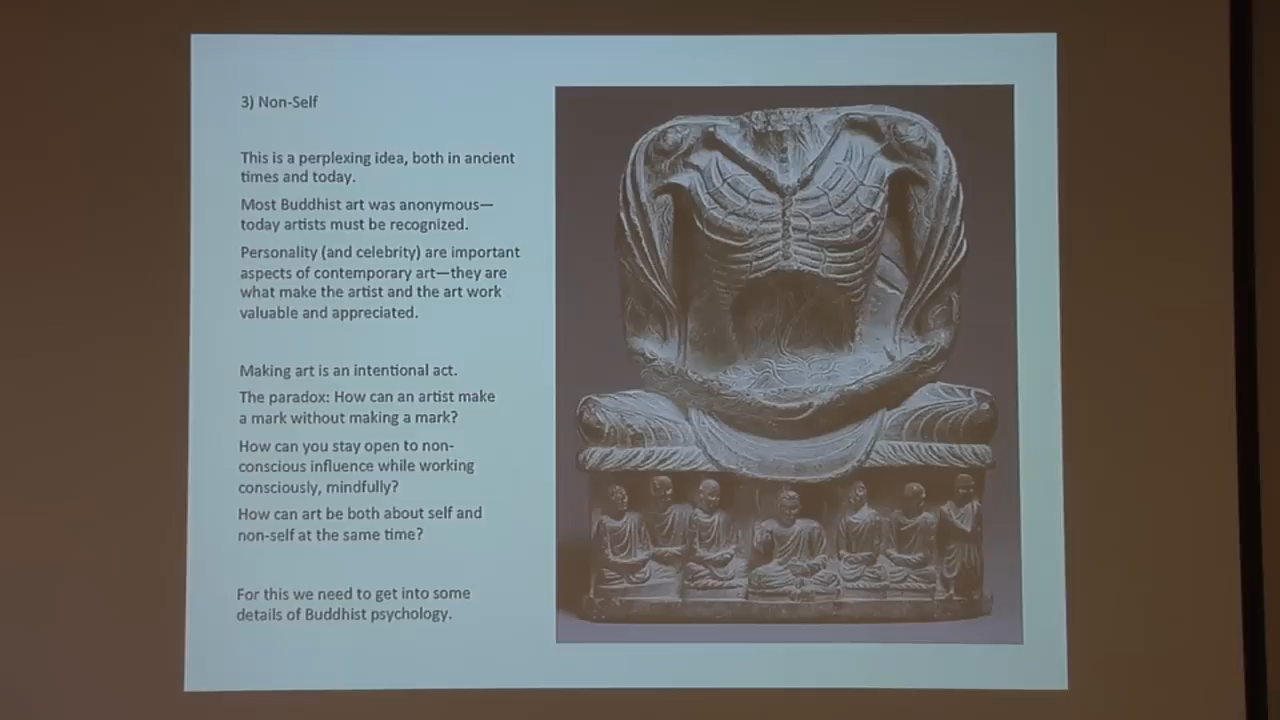 3) Non-Self
This is a perplexing idea, both in ancient
times and today.
Most Buddhist art was anonymous—
today artists must be recognized.
Personality (and celebrity) are important
aspects of contemporary art—they are
what make the artist and the art work
valuable and appreciated.
Making art is an intentional act.
The paradox: How can an artist make
a mark without making a mark?
How can you stay open to non-
conscious influence while working
consciously, mindfully?
How can art be both about self and
non-self at the same time?
For this we need to get into some
details of Buddhist psychology.